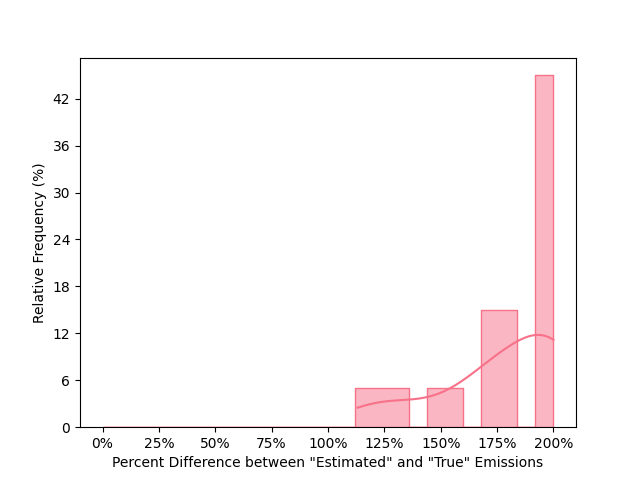 Relative Frequency (%)
42
36
30
24
18
12
6
0
0% 25% 50% 75% 100% 125% 150% 175% 200%
Percent Difference between "Estimated" and "True" Emissions